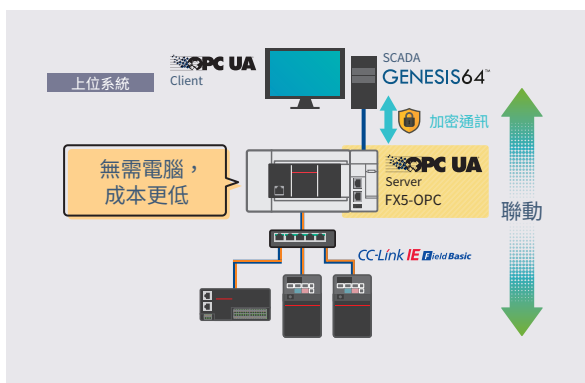 OPC UA
Client
SCADA
GENESIS64™
上位系統
加密通訊
無需電腦，
成本更低
OPC UA
Server
FX5-OPC
聯動
CC-Link IE Field Basic